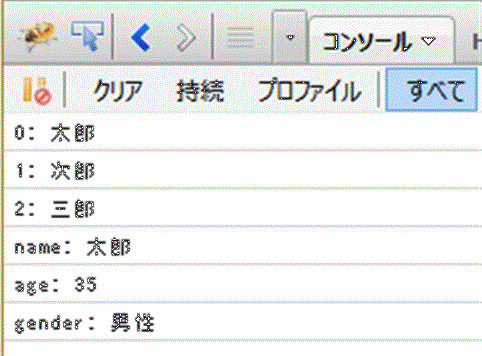 コンソール
クリア 持続 プロファイル すべて
0: 太郎
1: 次郎
2: 三郎
name: 太郎
age: 35
gender: 男性